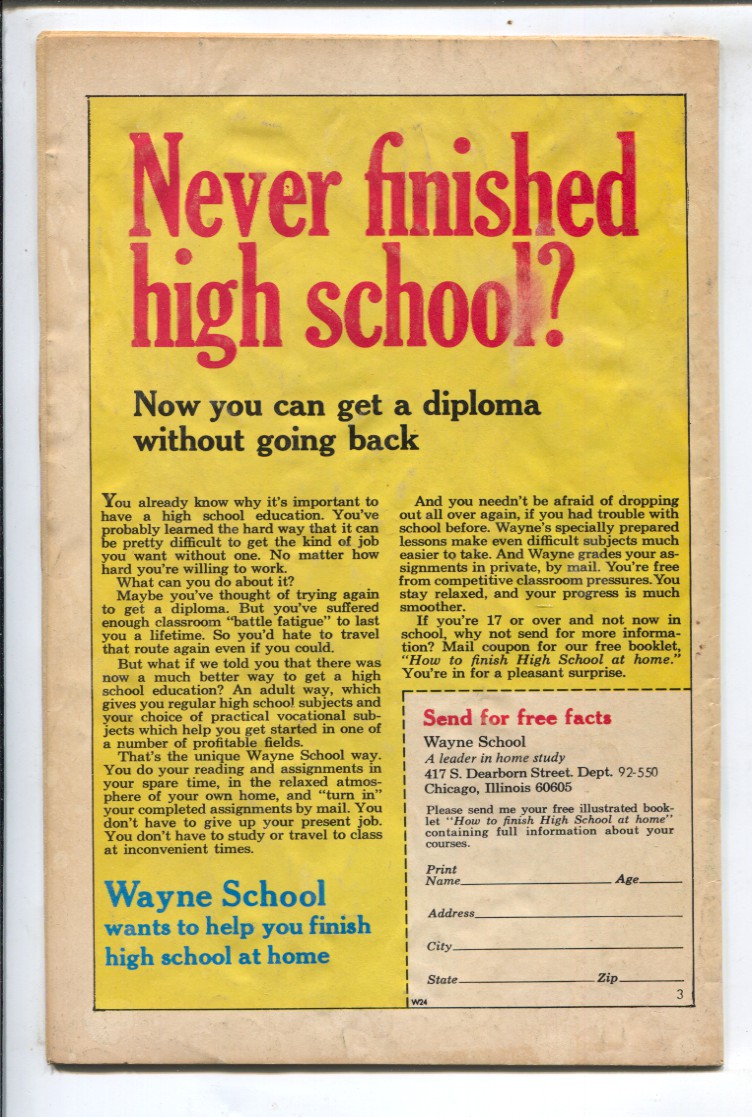 Never finished
high school?
Now you can get a diploma
without going back
You already know why it's important to
have a high school education. You've
probably learned the hard way that it can
be pretty difficult to get the kind of job
you want without one. No matter how
hard you're willing to work.
What can you do about it?
Maybe you've thought of trying again
to get a diploma. But you've suffered
enough classroom "battle fatigue" to last
you a lifetime. So you'd hate to travel
that route again even if you could.
But what if we told you that there was
now a much better way to get a high
school education? An adult way, which
gives you regular high school subjects and
your choice of practical vocational sub-
jects which help you get started in one of
a number of profitable fields.
That's the unique Wayne School way.
You do your reading and assignments in
your spare time, in the relaxed atmos-
phere of your own home, and "turn in"
your completed assignments by mail. You
don't have to give up your present job.
You don't have to study or travel to class
at inconvenient times.
Wayne School
wants to help you finish
high school at home
And you needn't be afraid of dropping
out all over again, if you had trouble with
school before. Wayne's specially prepared
lessons make even difficult subjects much
easier to take. And Wayne grades your as-
signments in private, by mail. You're free
from competitive classroom pressures. You
stay relaxed, and your progress is much
smoother.
If you're 17 or over and not now in
school, why not send for more informa-
tion? Mail coupon for our free booklet,
"How to finish High School at home."
You're in for a pleasant surprise.
Send for free facts
Wayne School
A leader in home study
417 S. Dearborn Street. Dept. 92-550
Chicago, Illinois 60605
Please send me your free illustrated book-
let "How to finish High School at home"
containing full information about your
courses.
Print
Name Age
Address
City
State Zip
W24
3